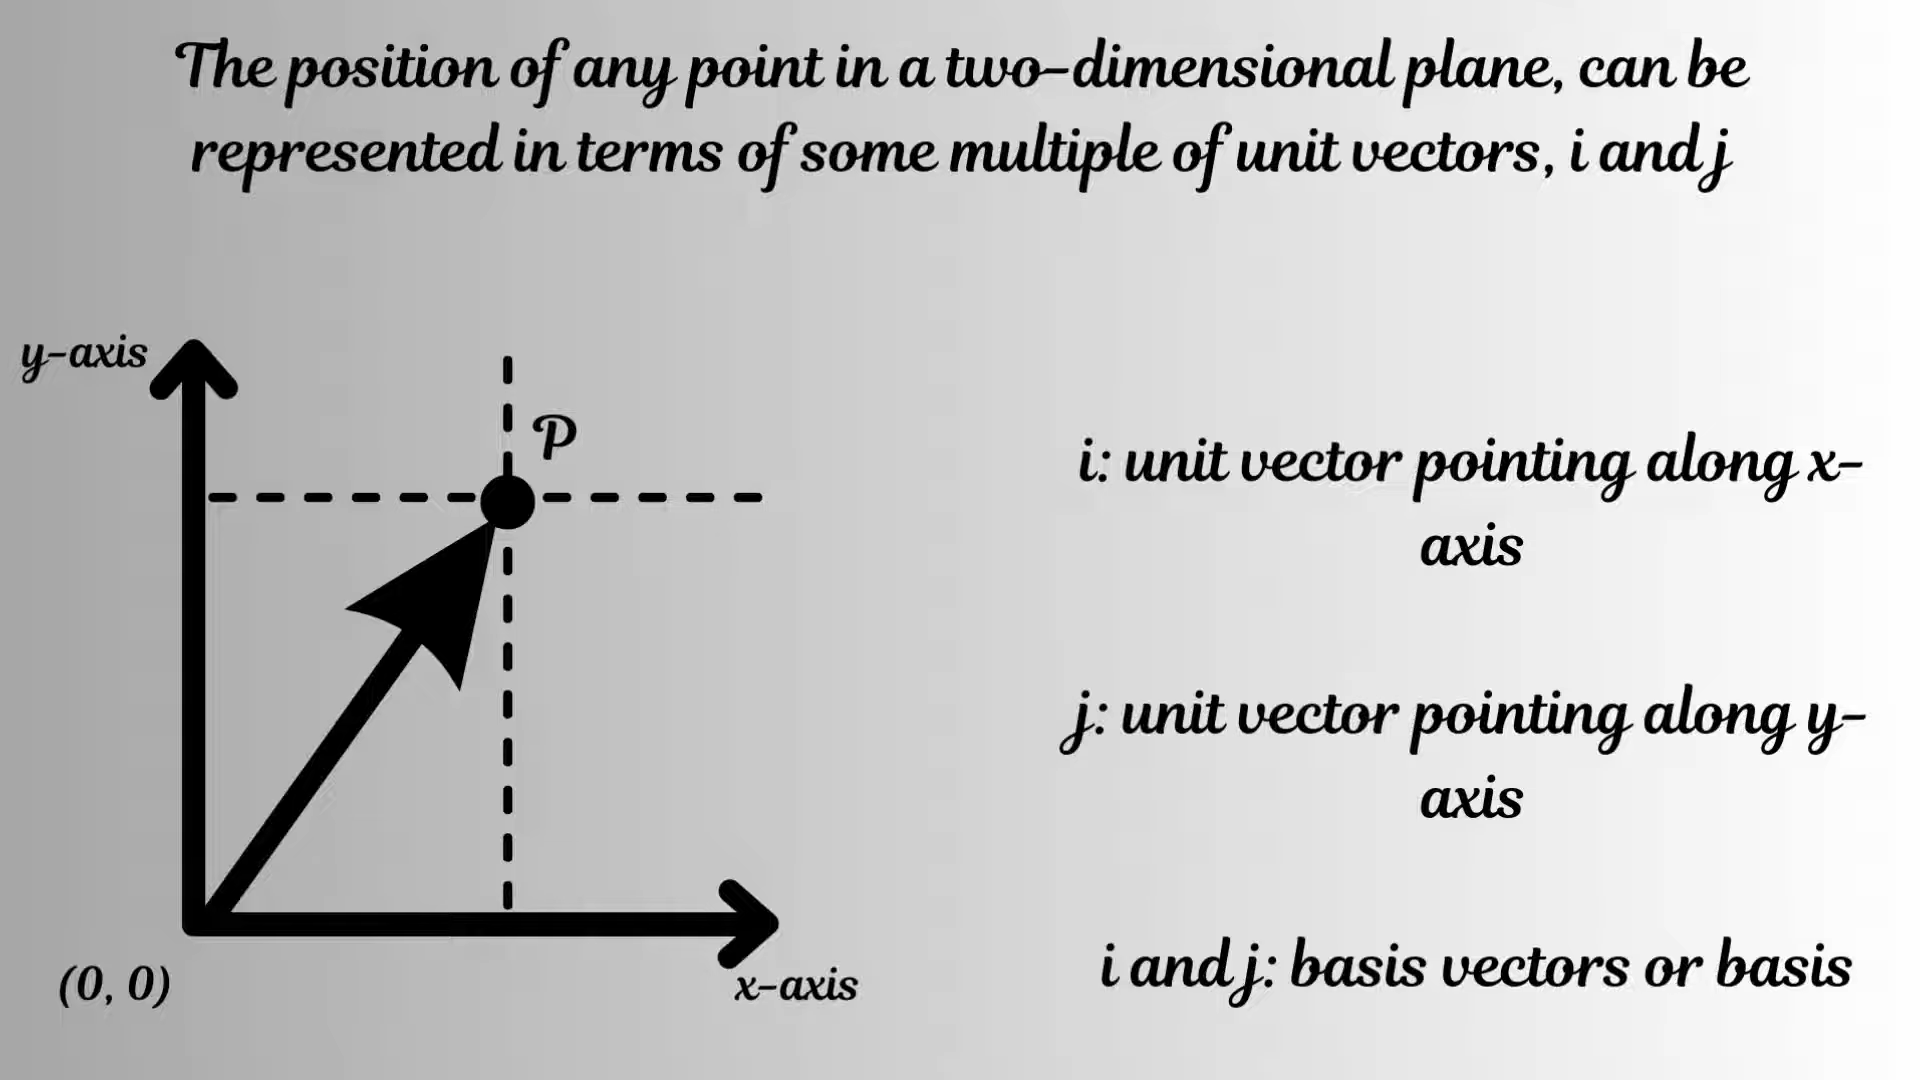 The position of any point in a two-dimensional plane, can be
represented in terms of some multiple of unit vectors, i and j
y-axis
P
i: unit vector pointing along x-
axis
j: unit vector pointing along y-
axis
i and j: basis vectors or basis
(0, 0)
x-axis